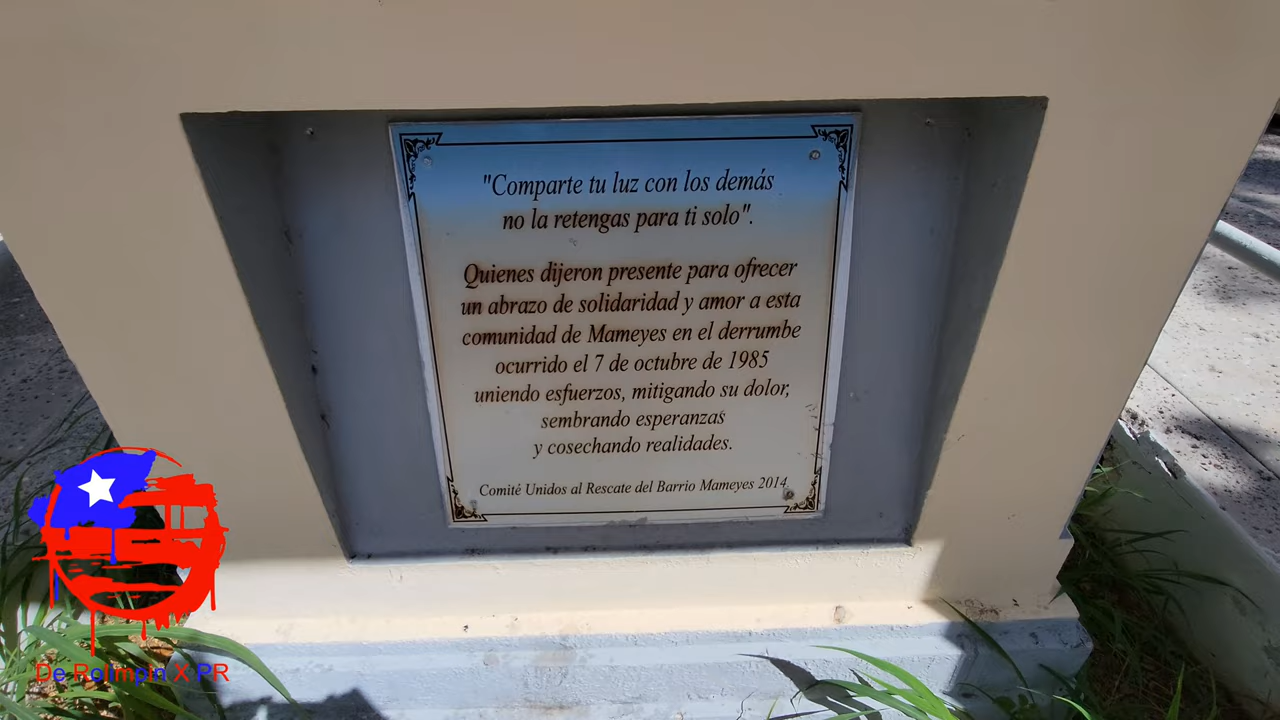 "Comparte tu luz con los demás
no la retengas para ti solo".
Quienes dijeron presente para ofrecer
un abrazo de solidaridad y amor a esta
comunidad de Mameyes en el derrumbe
ocurrido el 7 de octubre de 1985
uniendo esfuerzos, mitigando su dolor,
sembrando esperanzas
y cosechando realidades.
Comité Unidos al Rescate del Barrio Mameyes 2014
De Rolmpin X PR